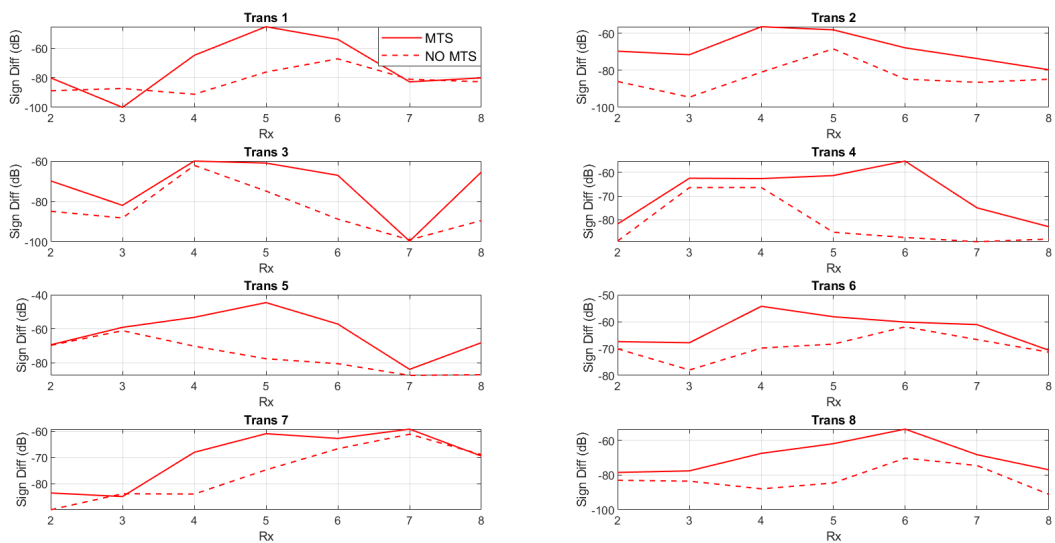 Trans 1
MTS
NO MTS
Sign Diff (dB)
-60
-80
-100
2 3 4 5 6 7 8
Rx
Trans 2
Sign Diff (dB)
-60
-80
-100
2 3 4 5 6 7 8
Rx
Trans 3
Sign Diff (dB)
-60
-80
-100
2 3 4 5 6 7 8
Rx
Trans 4
Sign Diff (dB)
-60
-70
-80
2 3 4 5 6 7 8
Rx
Trans 5
Sign Diff (dB)
-40
-60
-80
2 3 4 5 6 7 8
Rx
Trans 6
Sign Diff (dB)
-50
-60
-70
-80
2 3 4 5 6 7 8
Rx
Trans 7
Sign Diff (dB)
-60
-70
-80
2 3 4 5 6 7 8
Rx
Trans 8
Sign Diff (dB)
-60
-80
-100
2 3 4 5 6 7 8
Rx